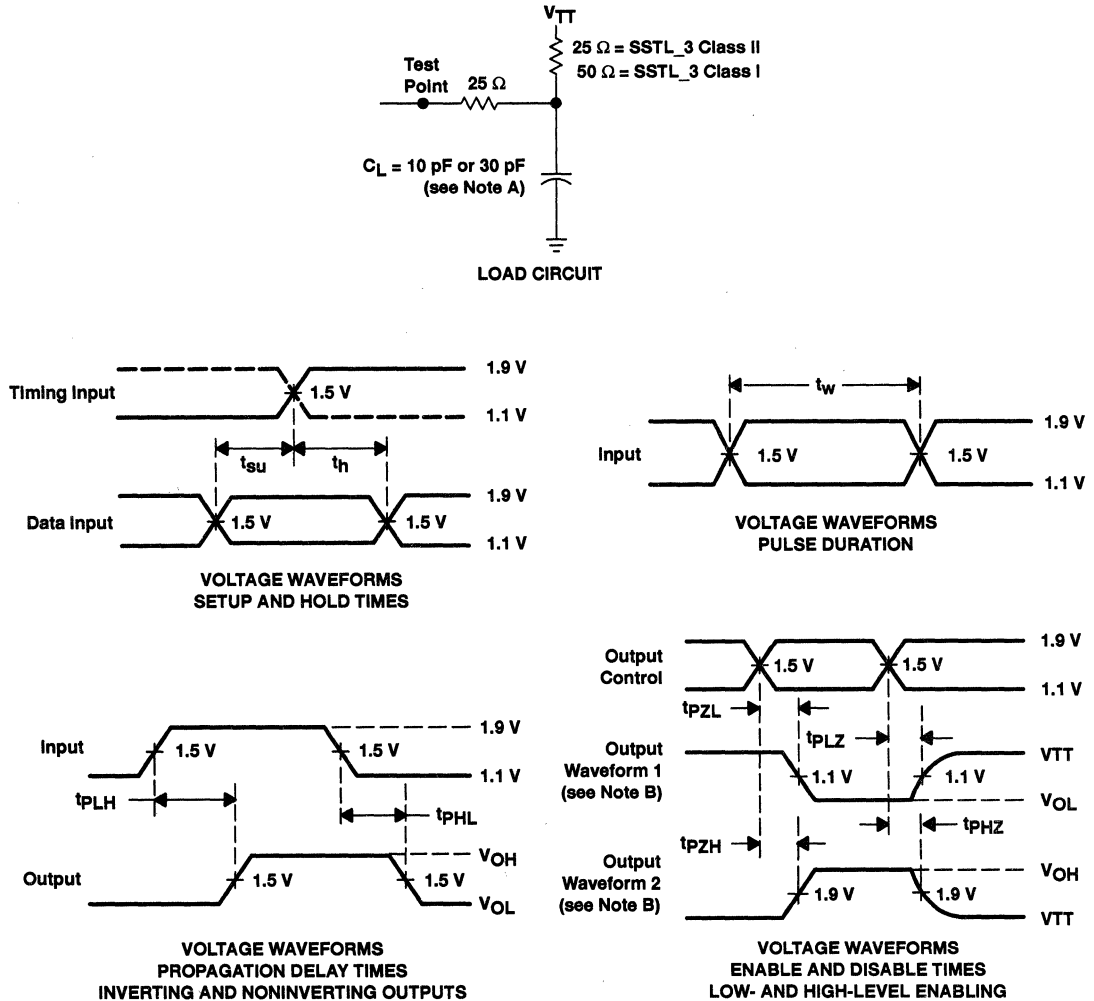 VTT
25 Ω = SSTL_3 Class II
50 Ω = SSTL_3 Class I
Test
Point
25 Ω
CL = 10 pF or 30 pF
(see Note A)
LOAD CIRCUIT
Timing Input
1.5 V
1.9 V
1.1 V
tsu
th
Data Input
1.5 V
1.5 V
1.9 V
1.1 V
VOLTAGE WAVEFORMS
SETUP AND HOLD TIMES
tw
Input
1.5 V
1.5 V
1.9 V
1.1 V
VOLTAGE WAVEFORMS
PULSE DURATION
Input
1.5 V
1.5 V
1.9 V
1.1 V
tPLH
tPHL
Output
1.5 V
1.5 V
VOH
VOL
VOLTAGE WAVEFORMS
PROPAGATION DELAY TIMES
INVERTING AND NONINVERTING OUTPUTS
Output
Control
1.5 V
1.5 V
1.9 V
1.1 V
tPZL
tPLZ
Output
Waveform 1
(see Note B)
1.1 V
1.1 V
VTT
VOL
tPZH
tPHZ
Output
Waveform 2
(see Note B)
1.9 V
1.9 V
VOH
VTT
VOLTAGE WAVEFORMS
ENABLE AND DISABLE TIMES
LOW- AND HIGH-LEVEL ENABLING